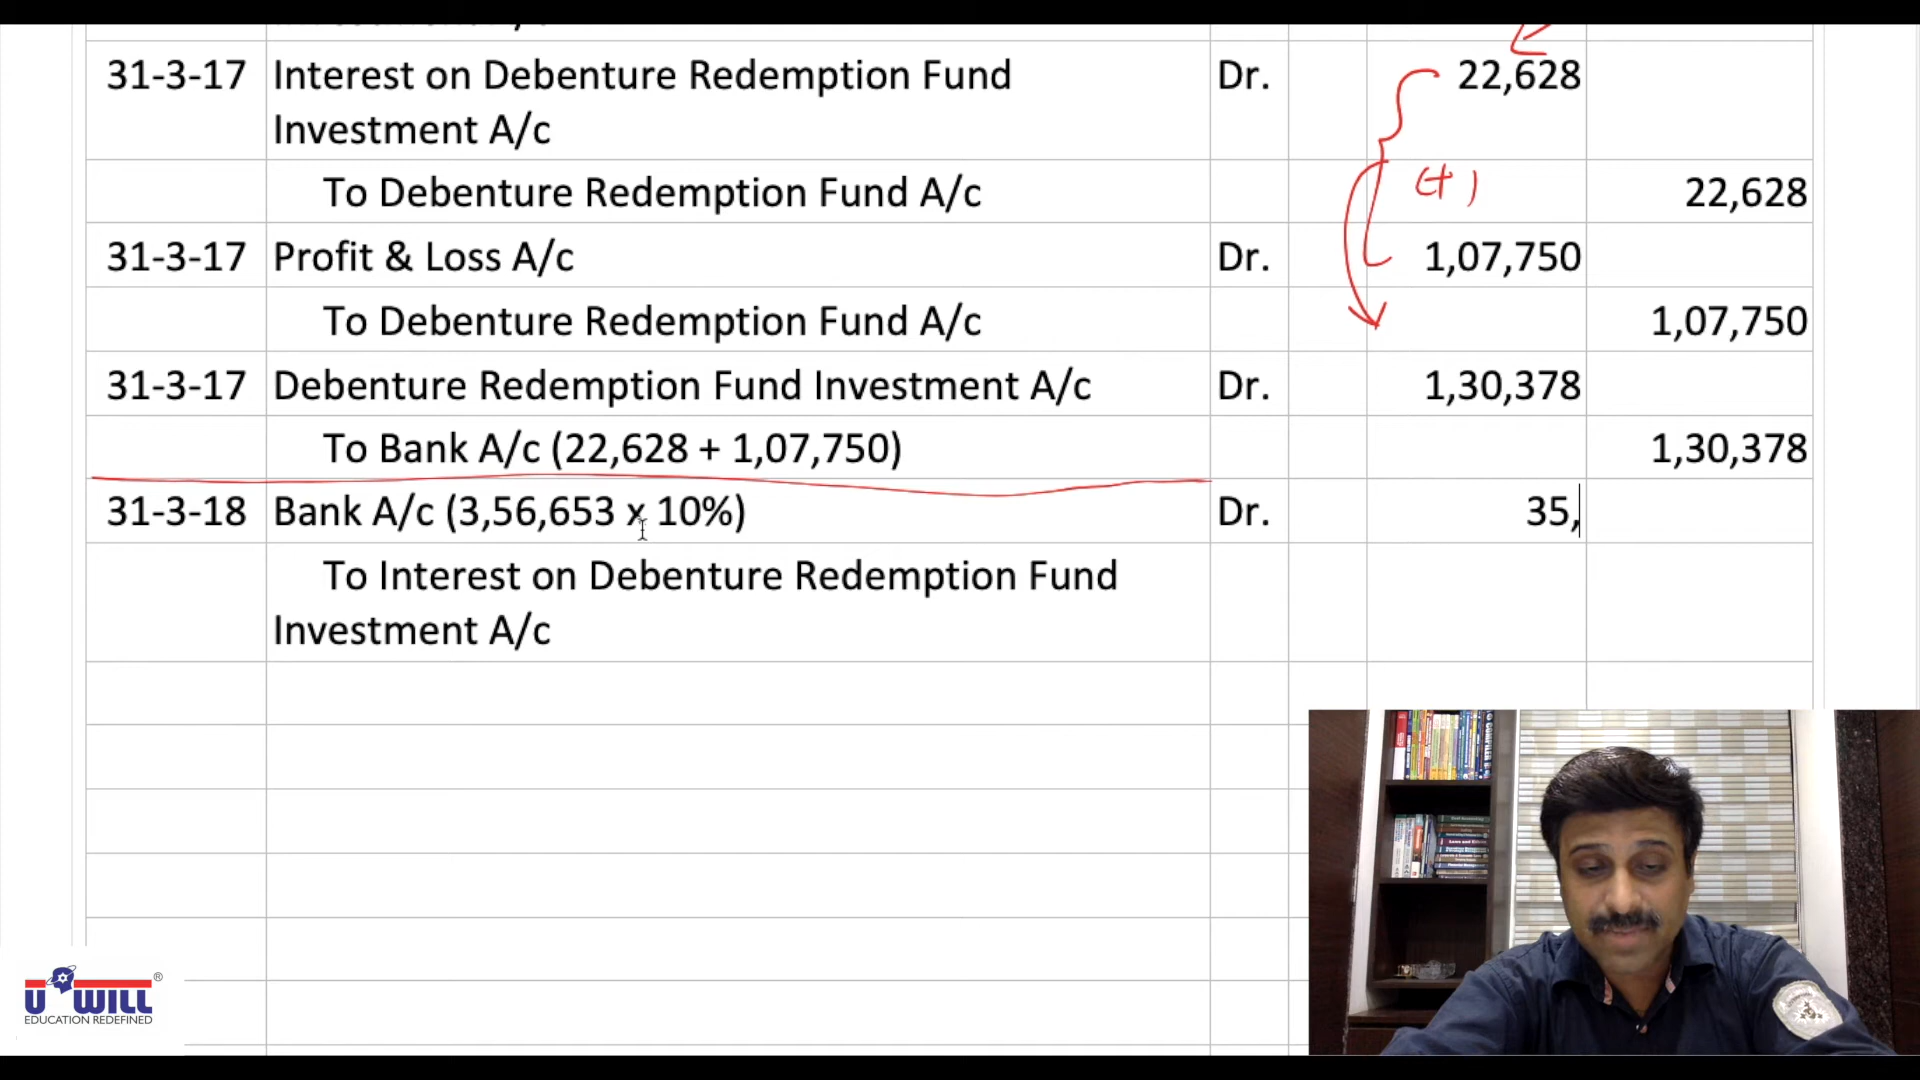 31-3-17 Interest on Debenture Redemption Fund Dr. 22,628
Investment A/c
(+)
To Debenture Redemption Fund A/c 22,628
31-3-17 Profit & Loss A/c Dr. 1,07,750
To Debenture Redemption Fund A/c 1,07,750
31-3-17 Debenture Redemption Fund Investment A/c Dr. 1,30,378
To Bank A/c (22,628 + 1,07,750) 1,30,378
31-3-18 Bank A/c (3,56,653 x 10%) Dr. 35,
To Interest on Debenture Redemption Fund
Investment A/c
U WILL ®
EDUCATION REDEFINED